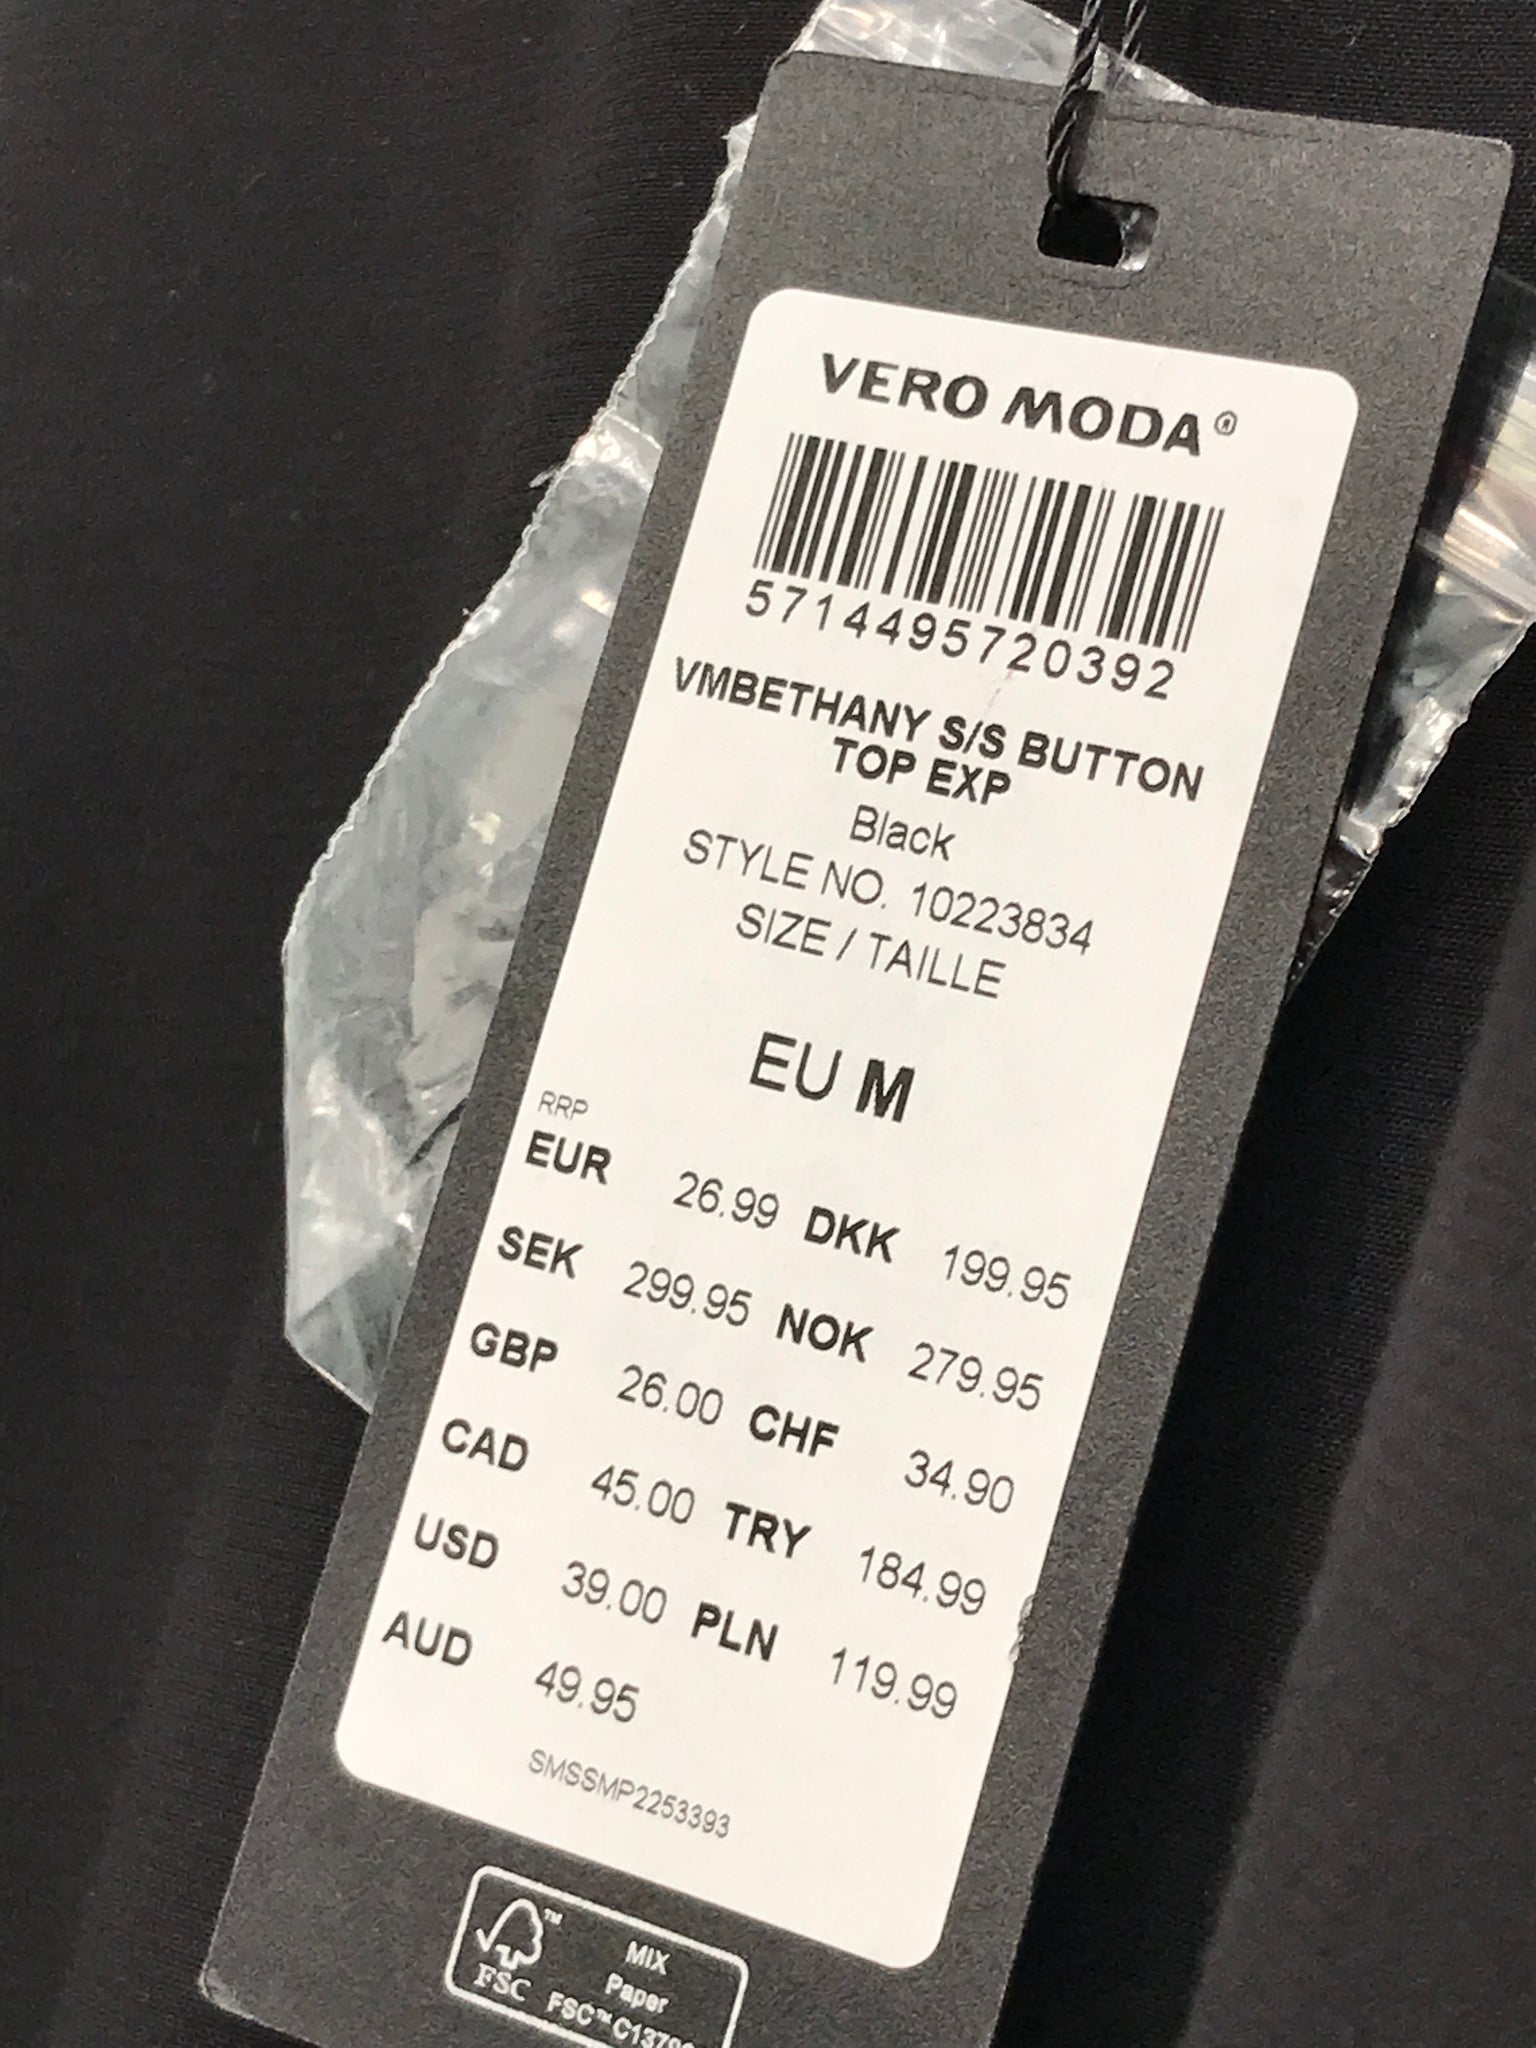 VERO MODA®
5714495720392
VMBETHANY S/S BUTTON
TOP EXP
Black
STYLE NO. 10223834
SIZE / TAILLE
EU M
RRP
EUR 26.99 DKK 199.95
SEK 299.95 NOK 279.95
GBP 26.00 CHF 34.90
CAD 45.00 TRY 184.99
USD 39.00 PLN 119.99
AUD 49.95
SMSSMP2253393
MIX
Paper
FSC™